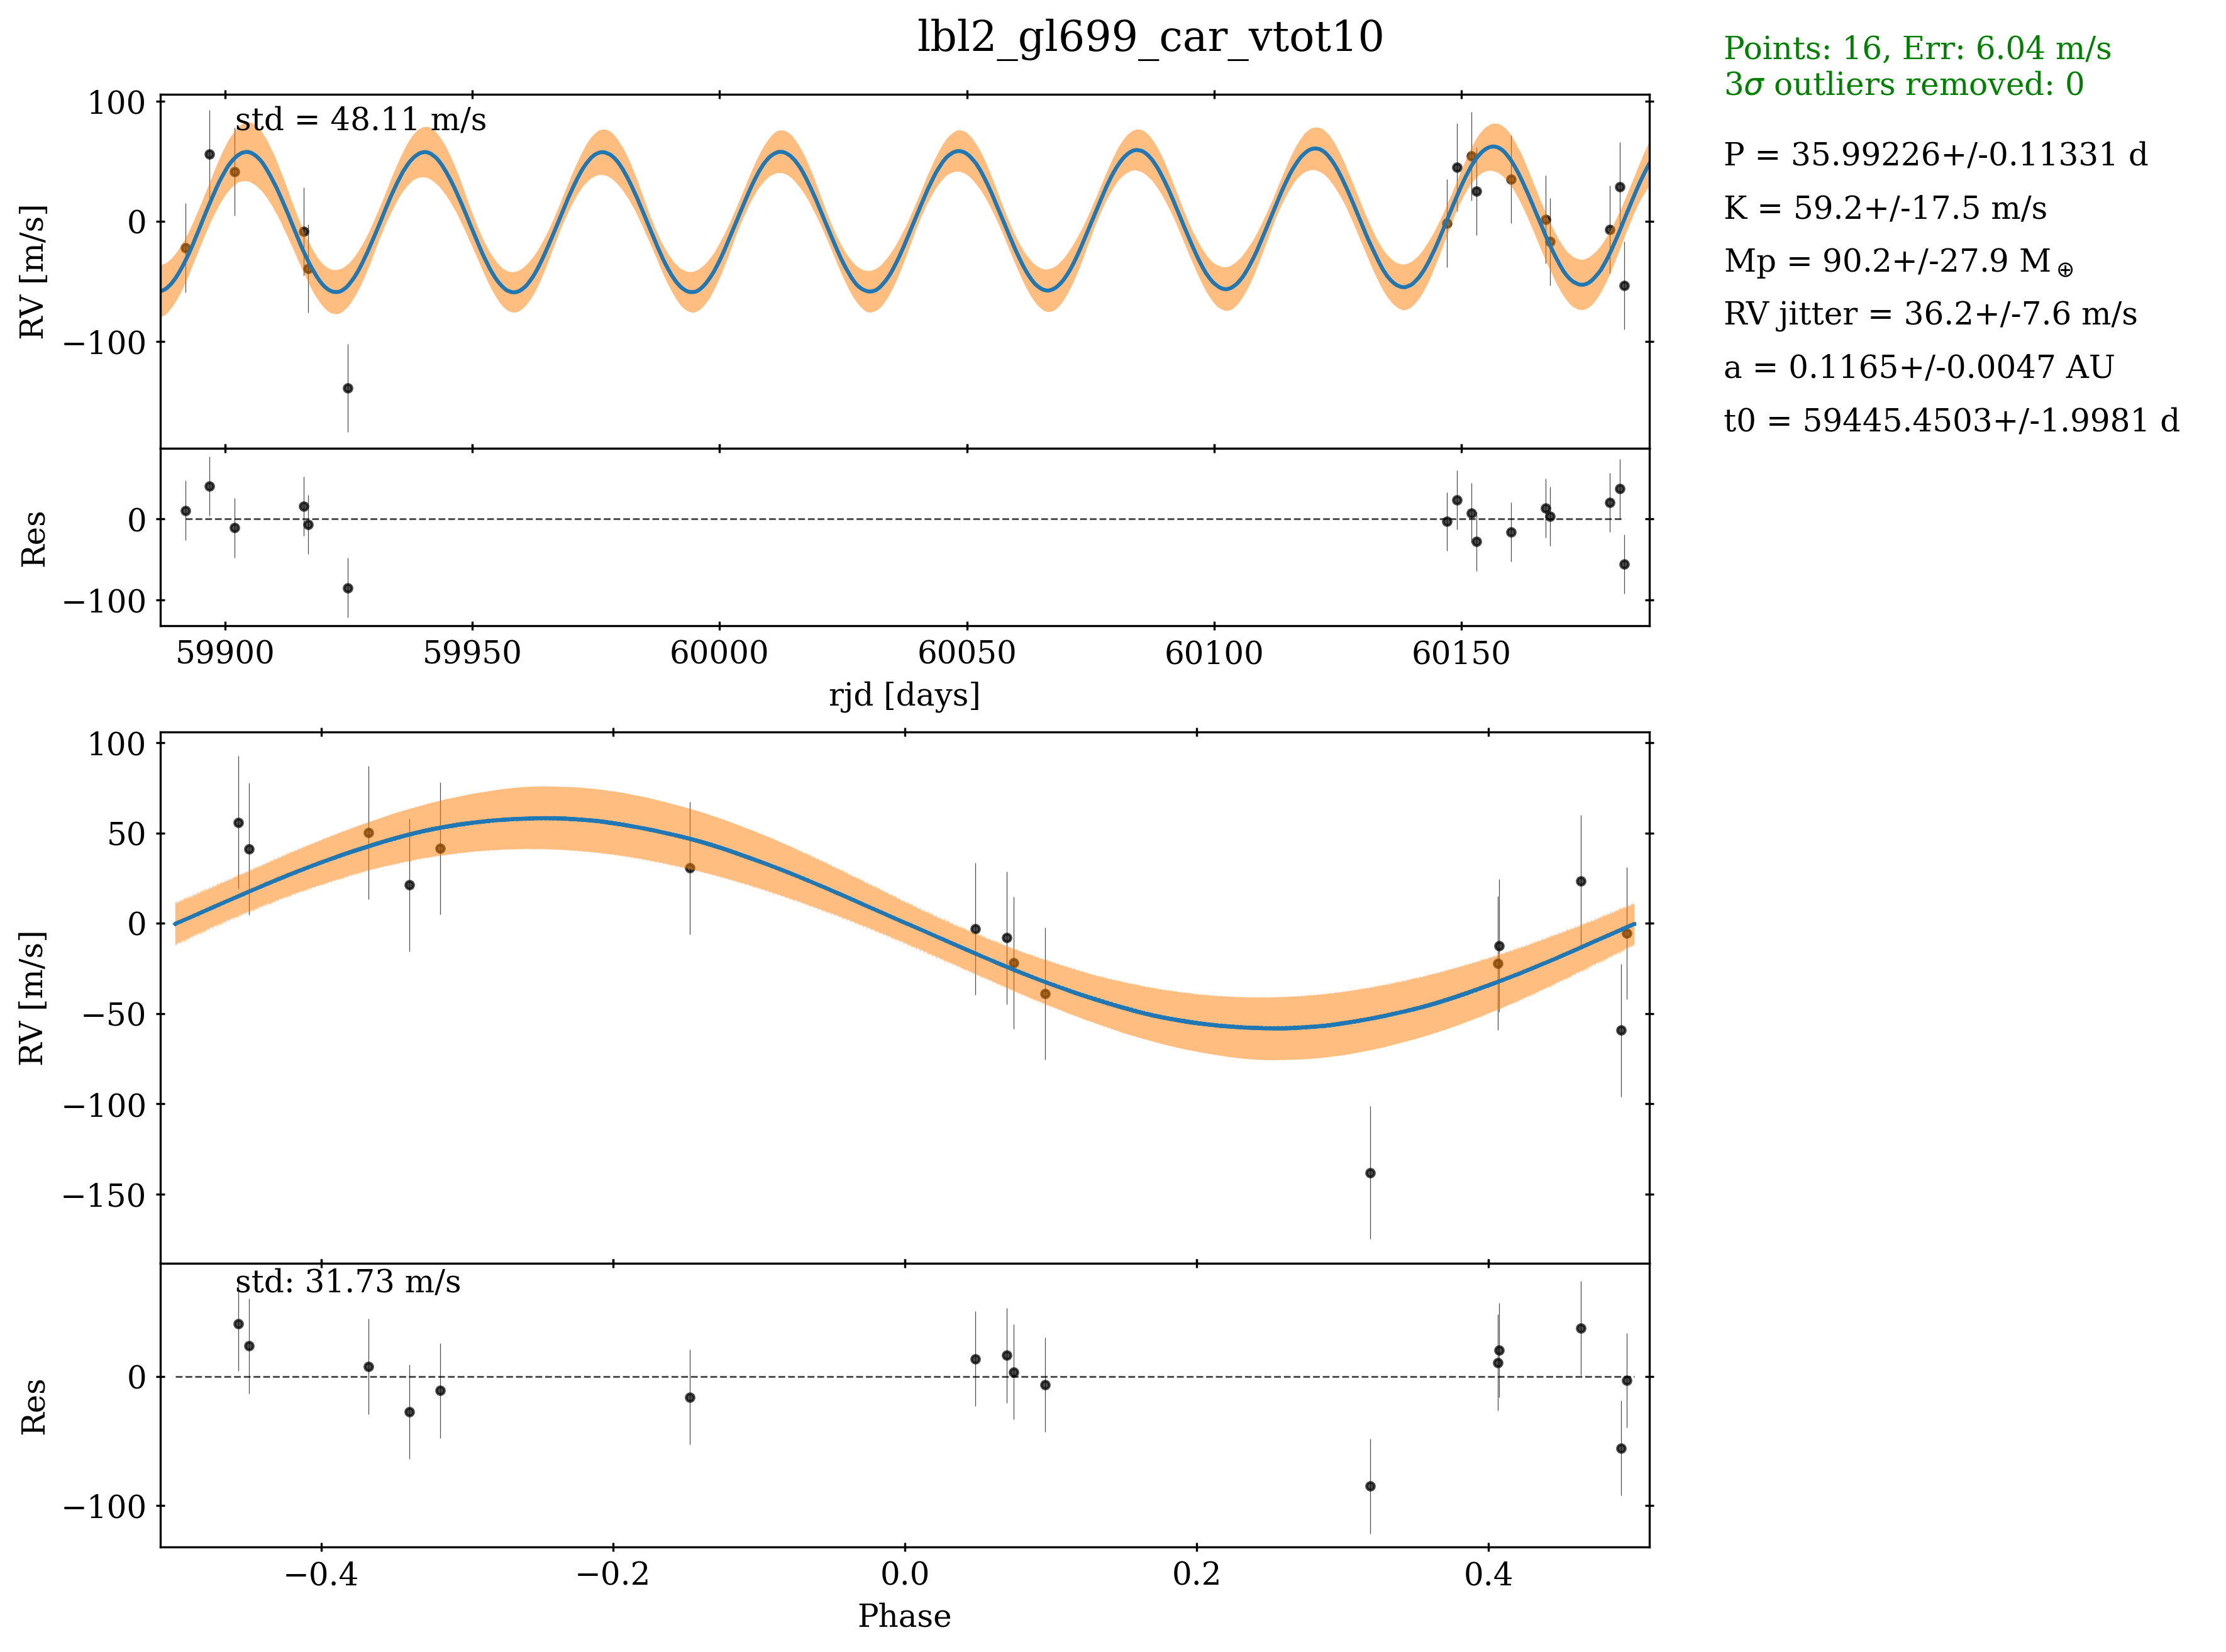 lbl2_gl699_car_vtot10
Points: 16, Err: 6.04 m/s
3σ outliers removed: 0
P = 35.99226+/-0.11331 d
K = 59.2+/-17.5 m/s
Mp = 90.2+/-27.9 M⊕
RV jitter = 36.2+/-7.6 m/s
a = 0.1165+/-0.0047 AU
t0 = 59445.4503+/-1.9981 d
std = 48.11 m/s
RV [m/s]
100
0
−100
Res
0
−100
59900 59950 60000 60050 60100 60150
rjd [days]
RV [m/s]
100
50
0
−50
−100
−150
std: 31.73 m/s
Res
0
−100
−0.4 −0.2 0.0 0.2 0.4
Phase